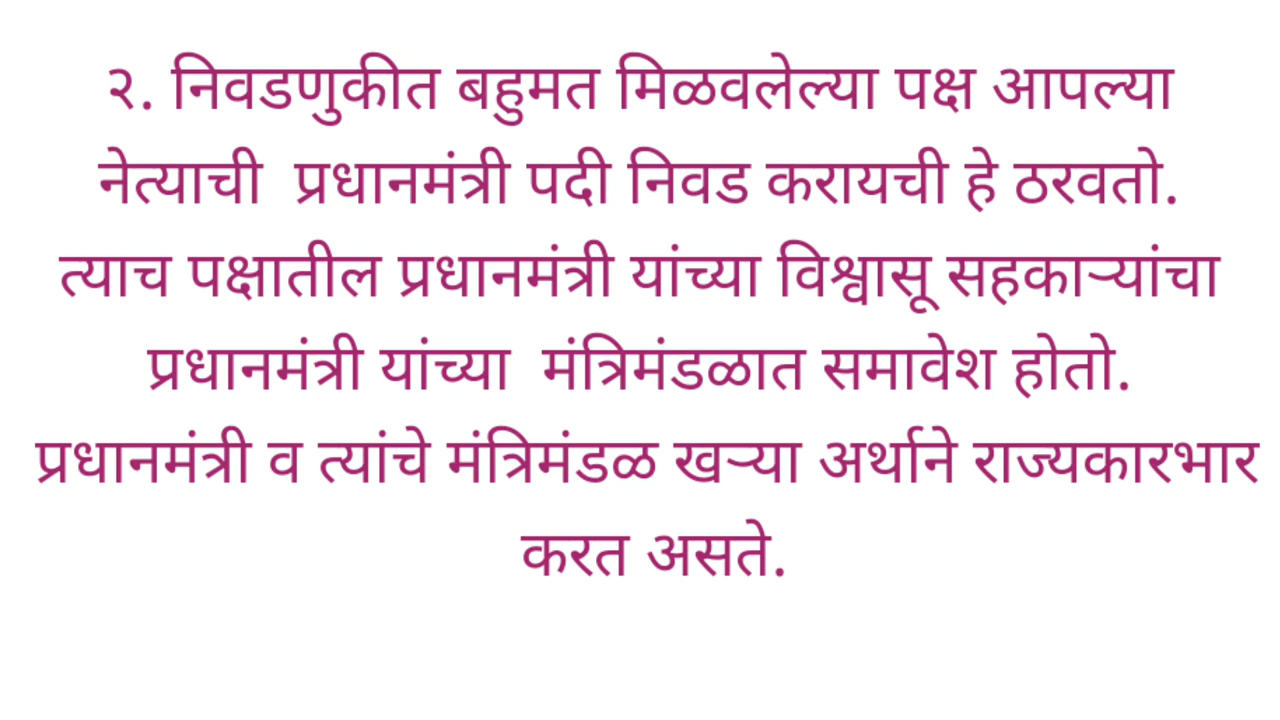 २. निवडणुकीत बहुमत मिळवलेल्या पक्ष आपल्या
नेत्याची प्रधानमंत्री पदी निवड करायची हे ठरवतो.
त्याच पक्षातील प्रधानमंत्री यांच्या विश्वासू सहकाऱ्यांचा
प्रधानमंत्री यांच्या मंत्रिमंडळात समावेश होतो.
प्रधानमंत्री व त्यांचे मंत्रिमंडळ खऱ्या अर्थाने राज्यकारभार
करत असते.